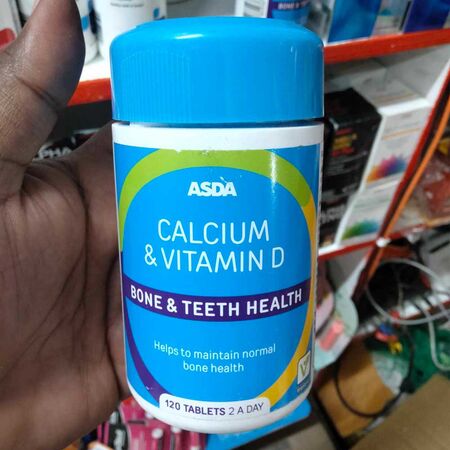 ASDA
CALCIUM
& VITAMIN D
BONE & TEETH HEALTH
Helps to maintain normal
bone health
120 TABLETS 2 A DAY